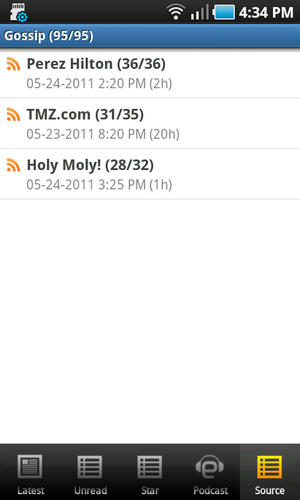 4:34 PM
Gossip (95/95)
Perez Hilton (36/36)
05-24-2011 2:20 PM (2h)
TMZ.com (31/35)
05-23-2011 8:20 PM (20h)
Holy Moly! (28/32)
05-24-2011 3:25 PM (1h)
Latest Unread Star Podcast Source